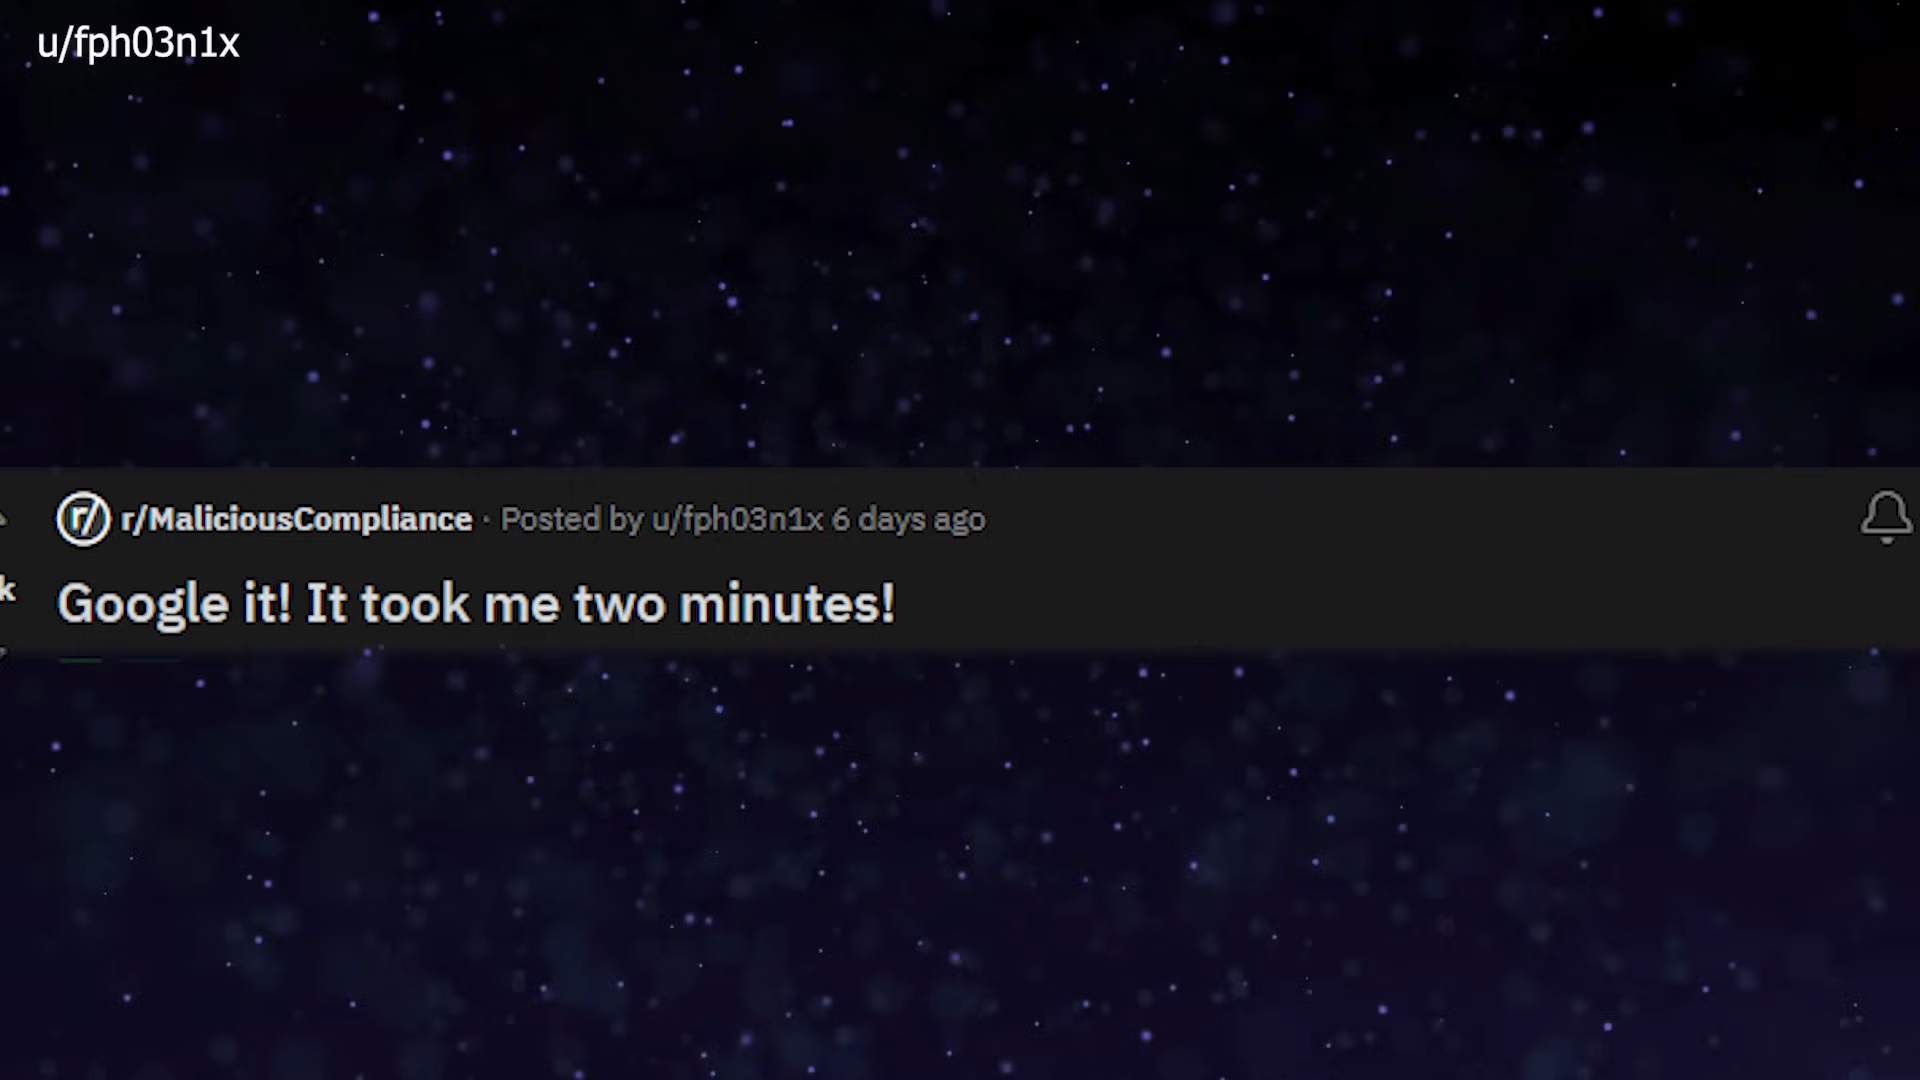 u/fph03n1x
r/ r/MaliciousCompliance · Posted by u/fph03n1x 6 days ago
k
Google it! It took me two minutes!